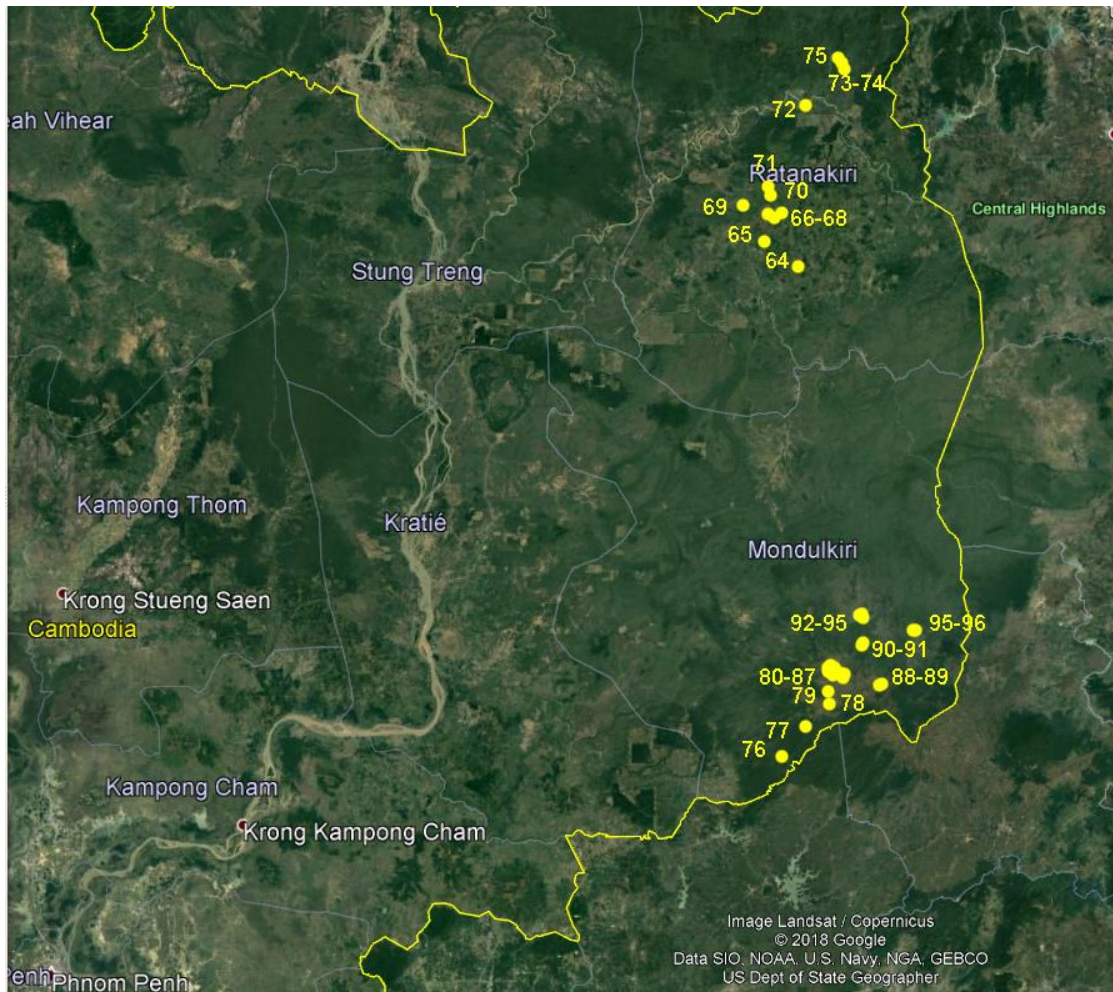 75
73-74
72
eah Vihear
71
Ratanakiri
70
69
66-68
Central Highlands
65
64
Stung Treng
Kampong Thom
Kratié
Mondulkiri
Krong Stueng Saen
Cambodia
92-95
95-96
90-91
80-87
88-89
79
78
77
76
Kampong Cham
Krong Kampong Cham
Image Landsat / Copernicus
© 2018 Google
Data SIO, NOAA, U.S. Navy, NGA, GEBCO
US Dept of State Geographer
Penh
Phnom Penh